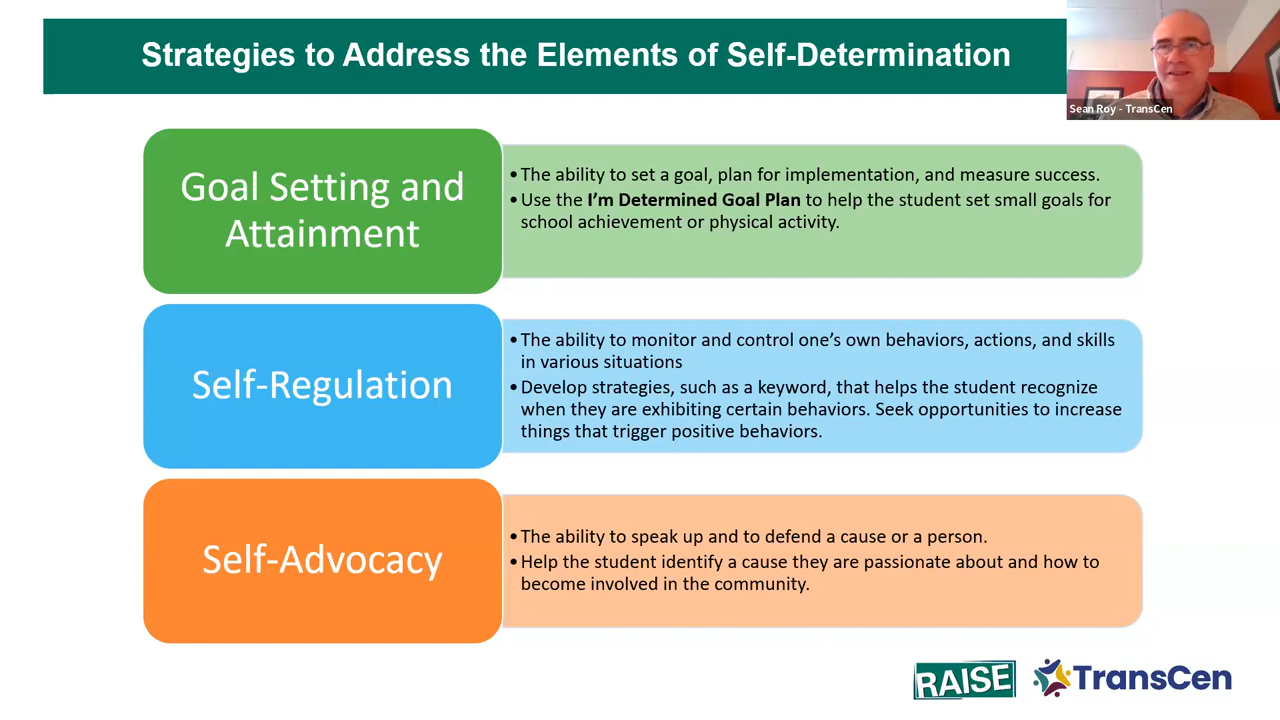 Strategies to Address the Elements of Self-Determination
Sean Roy - TransCen
Goal Setting and
Attainment
•The ability to set a goal, plan for implementation, and measure success.
•Use the I’m Determined Goal Plan to help the student set small goals for
school achievement or physical activity.
Self-Regulation
•The ability to monitor and control one’s own behaviors, actions, and skills
in various situations
•Develop strategies, such as a keyword, that helps the student recognize
when they are exhibiting certain behaviors. Seek opportunities to increase
things that trigger positive behaviors.
Self-Advocacy
•The ability to speak up and to defend a cause or a person.
•Help the student identify a cause they are passionate about and how to
become involved in the community.
RAISE
TransCen